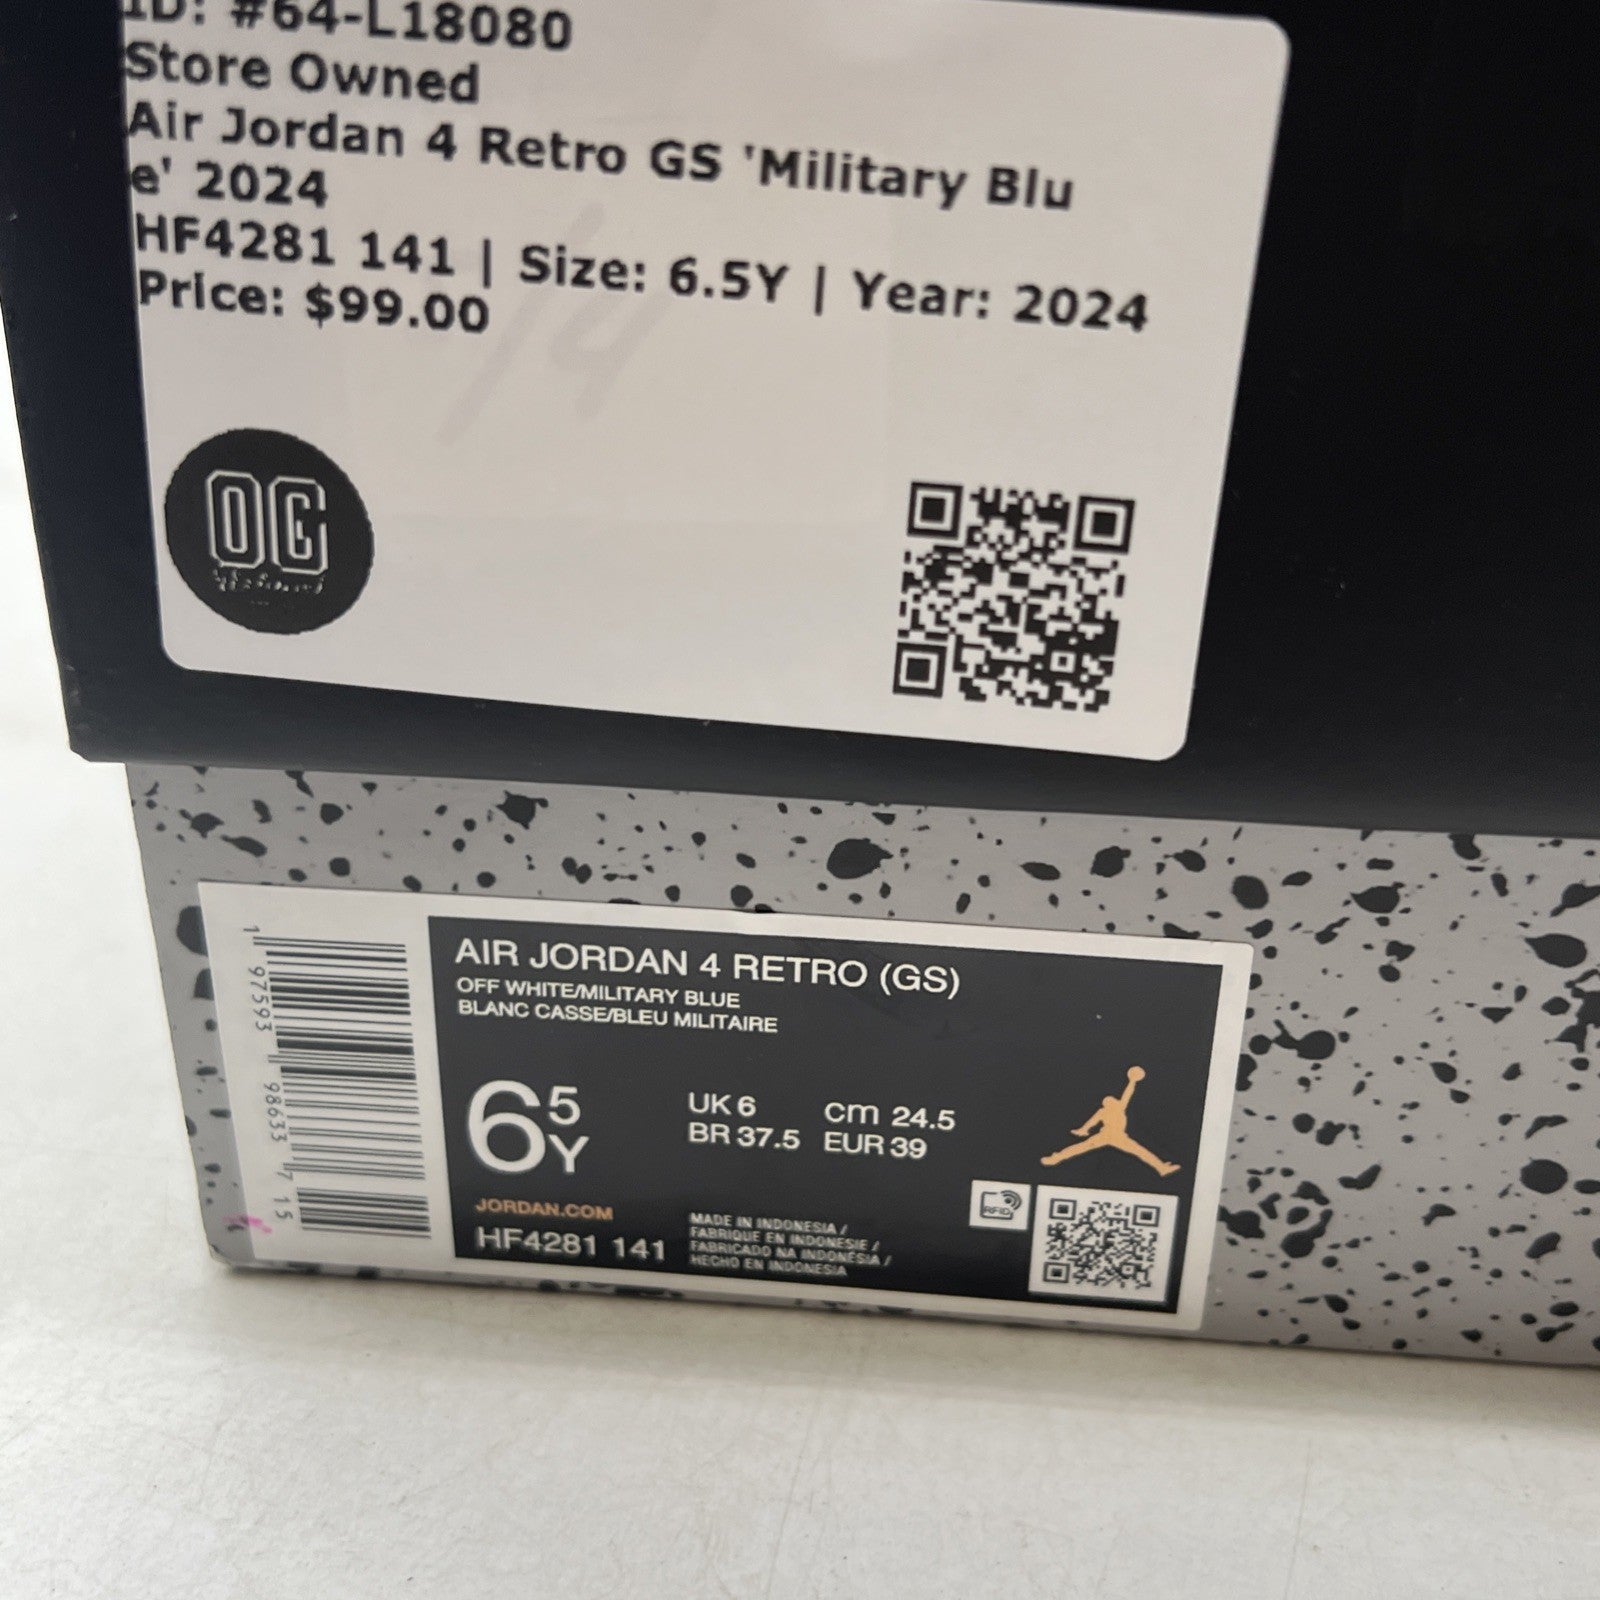 ID: #64-L18080
Store Owned
Air Jordan 4 Retro GS 'Military Blu
e' 2024
HF4281 141 | Size: 6.5Y | Year: 2024
Price: $99.00
14
OG
1 97593 98633 7 15
AIR JORDAN 4 RETRO (GS)
OFF WHITE/MILITARY BLUE
BLANC CASSE/BLEU MILITAIRE
6 5 Y
UK 6 cm 24.5
BR 37.5 EUR 39
JORDAN.COM
HF4281 141
MADE IN INDONESIA /
FABRIQUE EN INDONESIE /
FABRICADO NA INDONÉSIA /
HECHO EN INDONESIA
RFID